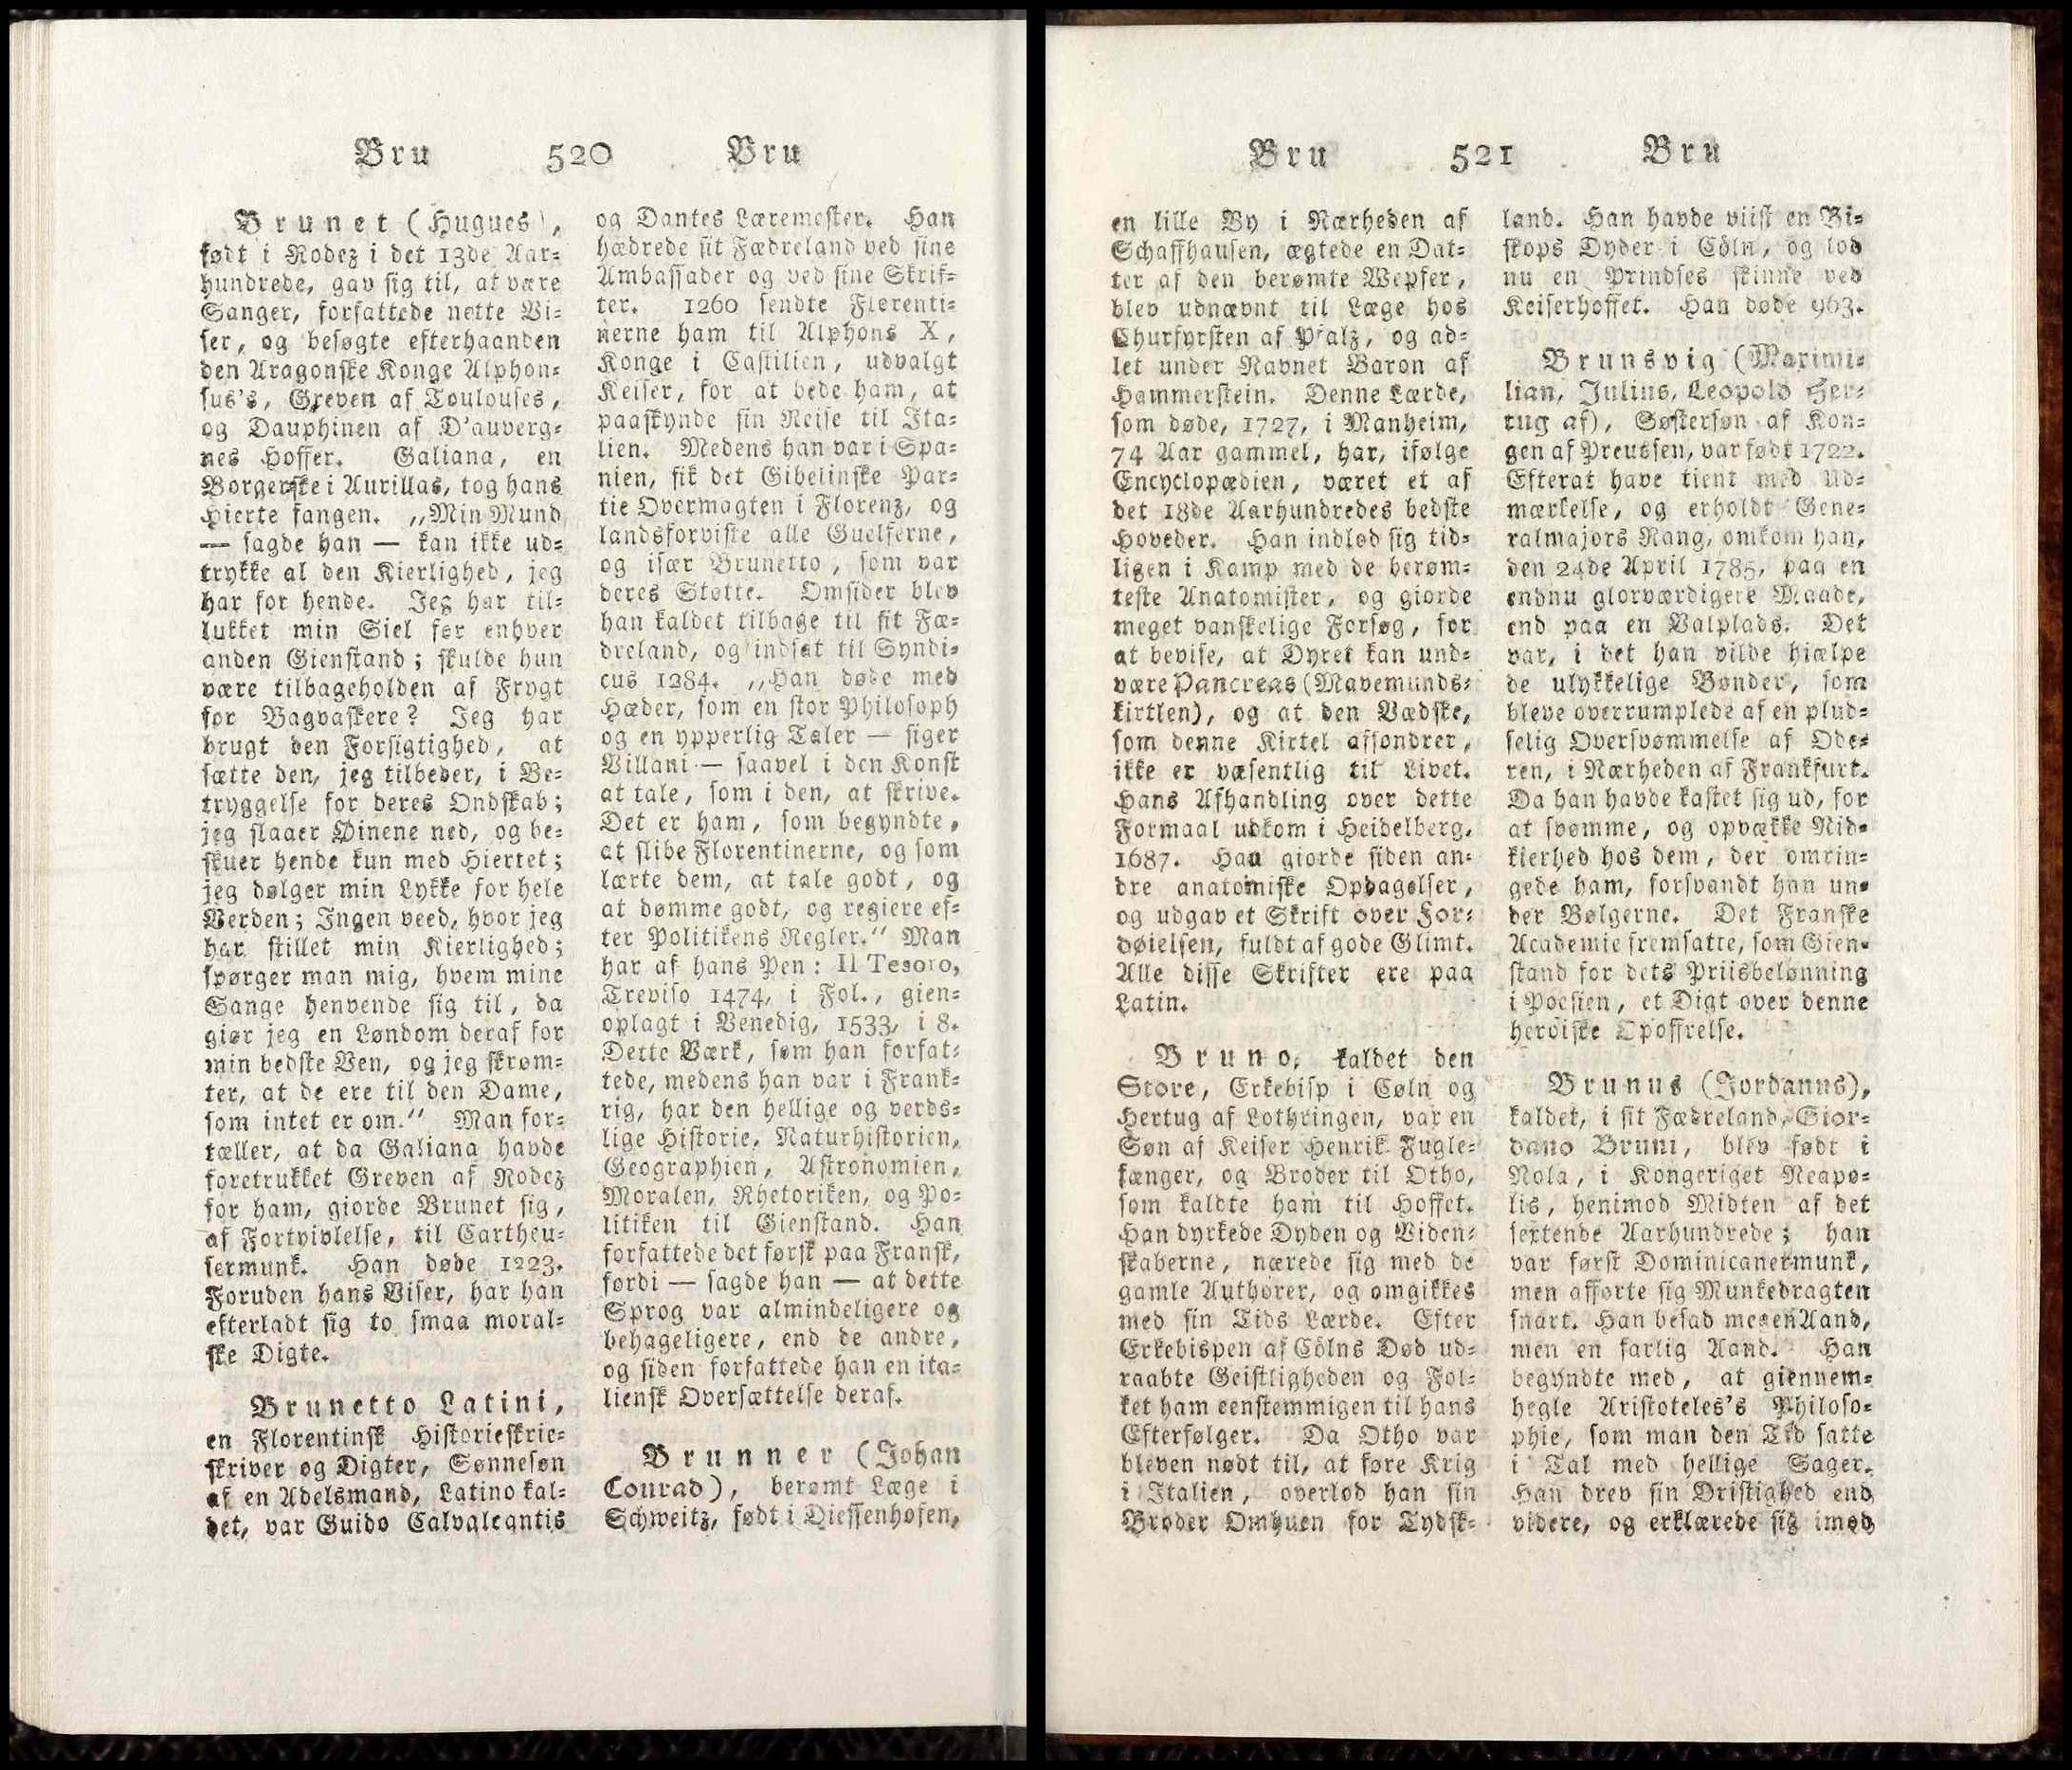 Bru 520 Bru
Brunet (Hugues),
født i Rodez i det 13de Aar-
hundrede, gav sig til, at være
Sanger, forfattede nette Vi-
ser, og besøgte efterhaanden
den Aragonske Konge Alphon-
sus's, Greven af Toulouses,
og Dauphinen af D'auverg-
nes Hoffer. Galiana, en
Borgerske i Aurillas, tog hans
Hierte fangen. „Min Mund
— sagde han — kan ikke ud-
trykke al den Kierlighed, jeg
har for hende. Jeg har til-
lukket min Siel for enhver
anden Gienstand; skulde hun
være tilbageholden af Frygt
for Bagvaskere? Jeg har
brugt den Forsigtighed, at
sætte den, jeg tilbeder, i Be-
tryggelse for deres Ondskab;
jeg slaaer Øinene ned, og be-
skuer hende kun med Hiertet;
jeg dølger min Lykke for hele
Verden; Ingen veed, hvor jeg
har stillet min Kierlighed;
spørger man mig, hvem mine
Sange henvende sig til, da
giør jeg en Løndom deraf for
min bedste Ven, og jeg skrøm-
ter, at de ere til den Dame,
som intet er om.“ Man for-
tæller, at da Galiana havde
foretrukket Greven af Rodez
for ham, giorde Brunet sig,
af Fortvivlelse, til Cartheu-
sermunk. Han døde 1223.
Foruden hans Viser, har han
efterladt sig to smaa moral-
ske Digte.
Brunetto Latini,
en Florentinsk Historieskrie-
skriver og Digter, Sønnesøn
af en Adelsmand, Latino kal-
det, var Guido Calvalcantis
og Dantes Læremester. Han
hædrede sit Fædreland ved sine
Ambassader og ved sine Skrif-
ter. 1260 sendte Florenti-
nerne ham til Alphons X,
Konge i Castilien, udvalgt
Keiser, for at bede ham, at
paaskynde sin Reise til Ita-
lien. Medens han var i Spa-
nien, fik det Gibelinske Par-
tie Overmagten i Florenz, og
landsforviste alle Guelferne,
og især Brunetto, som var
deres Støtte. Omsider blev
han kaldet tilbage til sit Fæ-
dreland, og indsat til Syndi-
cus 1284. „Han døde med
Hæder, som en stor Philosoph
og en ypperlig Taler — siger
Villani — saavel i den Konst
at tale, som i den, at skrive.
Det er ham, som begyndte,
at slibe Florentinerne, og som
lærte dem, at tale godt, og
at dømme godt, og regiere ef-
ter Politikens Regler.“ Man
har af hans Pen: Il Tesoro,
Treviso 1474, i Fol., gien-
oplagt i Venedig, 1533, i 8.
Dette Værk, som han forfat-
tede, medens han var i Frank-
rig, har den hellige og verds-
lige Historie, Naturhistorien,
Geographien, Astronomien,
Moralen, Rhetoriken, og Po-
litiken til Gienstand. Han
forfattede det førsk paa Fransk,
fordi — sagde han — at dette
Sprog var almindeligere og
behageligere, end de andre,
og siden forfattede han en ita-
liensk Oversættelse deraf.
Brunner (Johan
Conrad), berømt Læge i
Schweitz, født i Diessenhofen,
Bru 521 Bru
en lille By i Nærheden af
Schaffhausen, ægtede en Dat-
ter af den berømte Wepfer,
blev udnævnt til Læge hos
Churfyrsten af Pfalz, og ad-
let under Navnet Baron af
Hammerstein. Denne Lærde,
som døde, 1727, i Manheim,
74 Aar gammel, har, ifølge
Encyclopædien, været et af
det 18de Aarhundredes bedste
Hoveder. Han indlod sig tid-
ligen i Kamp med de berøm-
teste Anatomister, og giorde
meget vanskelige Forsøg, for
at bevise, at Dyret kan und-
være Pancreas (Mavemunds-
kirtlen), og at den Vædske,
som denne Kirtel afsondrer,
ikke er væsentlig til Livet.
Hans Afhandling over dette
Formaal udkom i Heidelberg,
1687. Han giorde siden an-
dre anatomiske Opdagelser,
og udgav et Skrift over For-
døielsen, fuldt af gode Glimt.
Alle disse Skrifter ere paa
Latin.
Bruno, kaldet den
Store, Erkebisp i Cøln og
Hertug af Lothringen, var en
Søn af Keiser Henrik Fugle-
fænger, og Broder til Otho,
som kaldte ham til Hoffet.
Han dyrkede Dyden og Viden-
skaberne, nærede sig med de
gamle Authorer, og omgikkes
med sin Tids Lærde. Efter
Erkebispen af Cölns Død ud-
raabte Geistligheden og Fol-
ket ham eenstemmigen til hans
Efterfølger. Da Otho var
bleven nødt til, at føre Krig
i Italien, overlod han sin
Broder Omhuen for Tydsk-
land. Han havde viist en Bi-
skops Dyder i Cöln, og lod
nu en Prindses skinne ved
Keiserhoffet. Han døde 963.
Brunsvig (Maximi-
lian, Julius, Leopold Her-
tug af), Søstersøn af Kon-
gen af Preussen, var født 1722.
Efterat have tient med Ud-
mærkelse, og erholdt Gene-
ralmajors Rang, omkom han,
den 24de April 1785, paa en
endnu glorværdigere Maade,
end paa en Valplads. Det
var, i det han vilde hiælpe
de ulykkelige Bønder, som
bleve overrumplede af en plud-
selig Oversvømmelse af Ode-
ren, i Nærheden af Frankfurt.
Da han havde kastet sig ud, for
at svømme, og opvække Nid-
kierhed hos dem, der omrin-
gede ham, forsvandt han un-
der Bølgerne. Det Franske
Academie fremsatte, som Gien-
stand for dets Priisbelønning
i Poesien, et Digt over denne
heroiske Opoffrelse.
Brunus (Jordanus),
kaldet, i sit Fædreland, Gior-
dano Bruni, blev født i
Nola, i Kongeriget Neapo-
lis, henimod Midten af det
sextende Aarhundrede; han
var først Dominicanermunk,
men afførte sig Munkedragten
snart. Han besad megen Aand,
men en farlig Aand. Han
begyndte med, at giennem-
hegle Aristoteles's Philoso-
phie, som man den Tid satte
i Tal med hellige Sager.
Han drev sin Dristighed end
videre, og erklærede sig imod